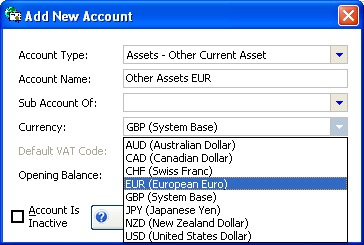 Add New Account
Account Type: Assets - Other Current Asset
Account Name: Other Assets EUR
Sub Account Of:
Currency: GBP (System Base)
Default VAT Code:
AUD (Australian Dollar)
CAD (Canadian Dollar)
CHF (Swiss Franc)
Opening Balance: EUR (European Euro)
GBP (System Base)
JPY (Japanese Yen)
NZD (New Zealand Dollar)
USD (United States Dollar)
Account Is
Inactive
?